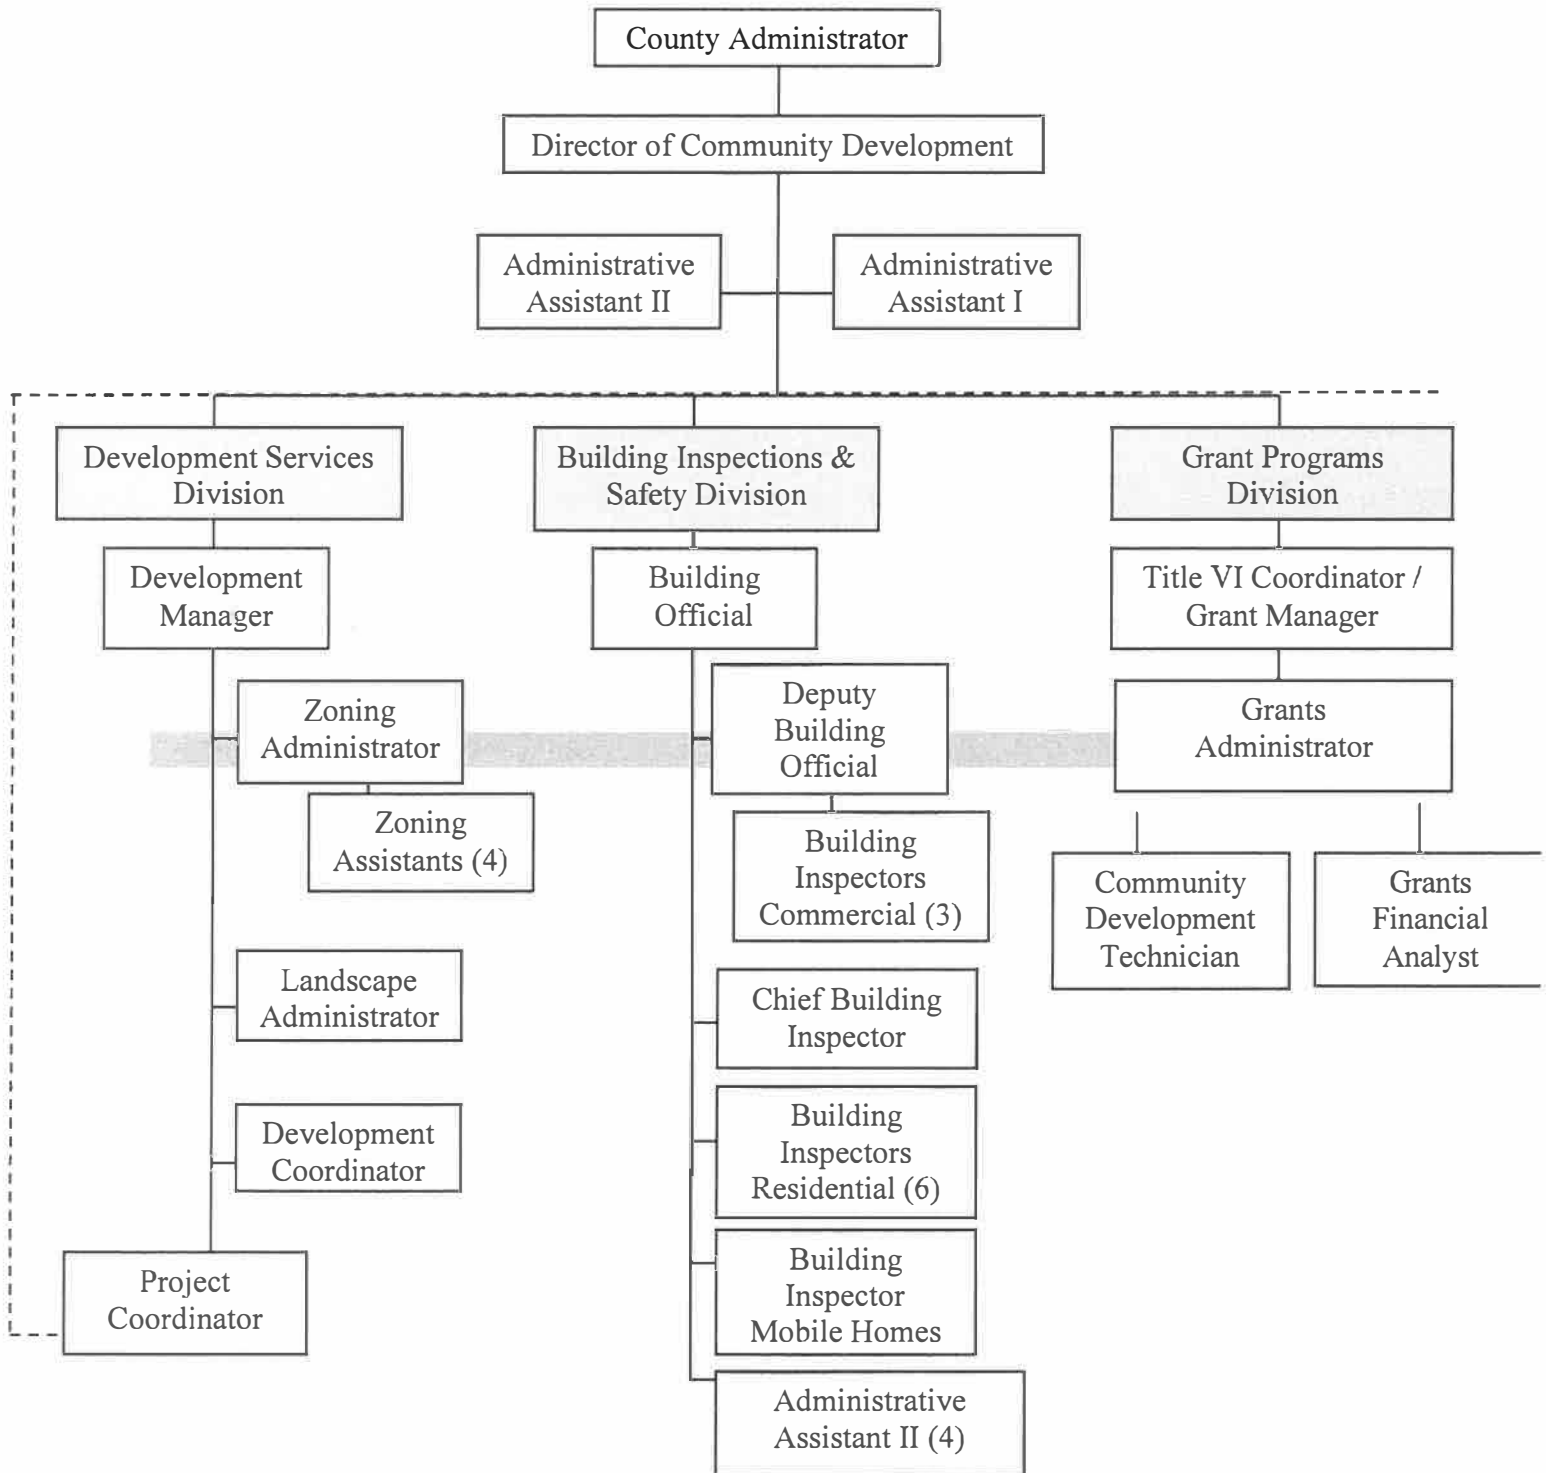 County Administrator
Director of Community Development
Administrative
Assistant II
Administrative
Assistant I
Development Services
Division
Building Inspections &
Safety Division
Grant Programs
Division
Development
Manager
Building
Official
Title VI Coordinator /
Grant Manager
Zoning
Administrator
Deputy
Building
Official
Grants
Administrator
Zoning
Assistants (4)
Building
Inspectors
Commercial (3)
Community
Development
Technician
Grants
Financial
Analyst
Landscape
Administrator
Chief Building
Inspector
Development
Coordinator
Building
Inspectors
Residential (6)
Project
Coordinator
Building
Inspector
Mobile Homes
Administrative
Assistant II (4)